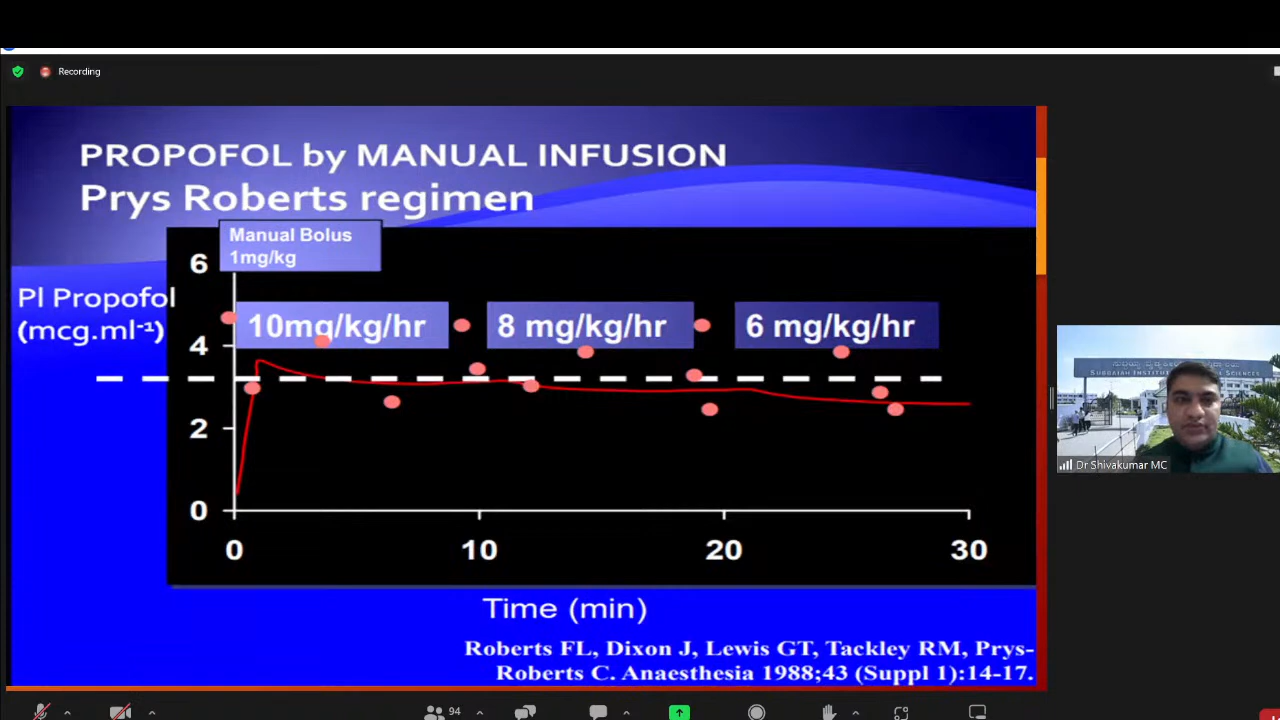 Recording
PROPOFOL by MANUAL INFUSION
Prys Roberts regimen
Manual Bolus
1mg/kg
6
Pl Propofol
(mcg.ml⁻¹)
10mg/kg/hr
8 mg/kg/hr
6 mg/kg/hr
4
2
0
0
10
20
30
Time (min)
Roberts FL, Dixon J, Lewis GT, Tackley RM, Prys-
Roberts C. Anaesthesia 1988;43 (Suppl 1):14-17.
Dr Shivakumar MC
94